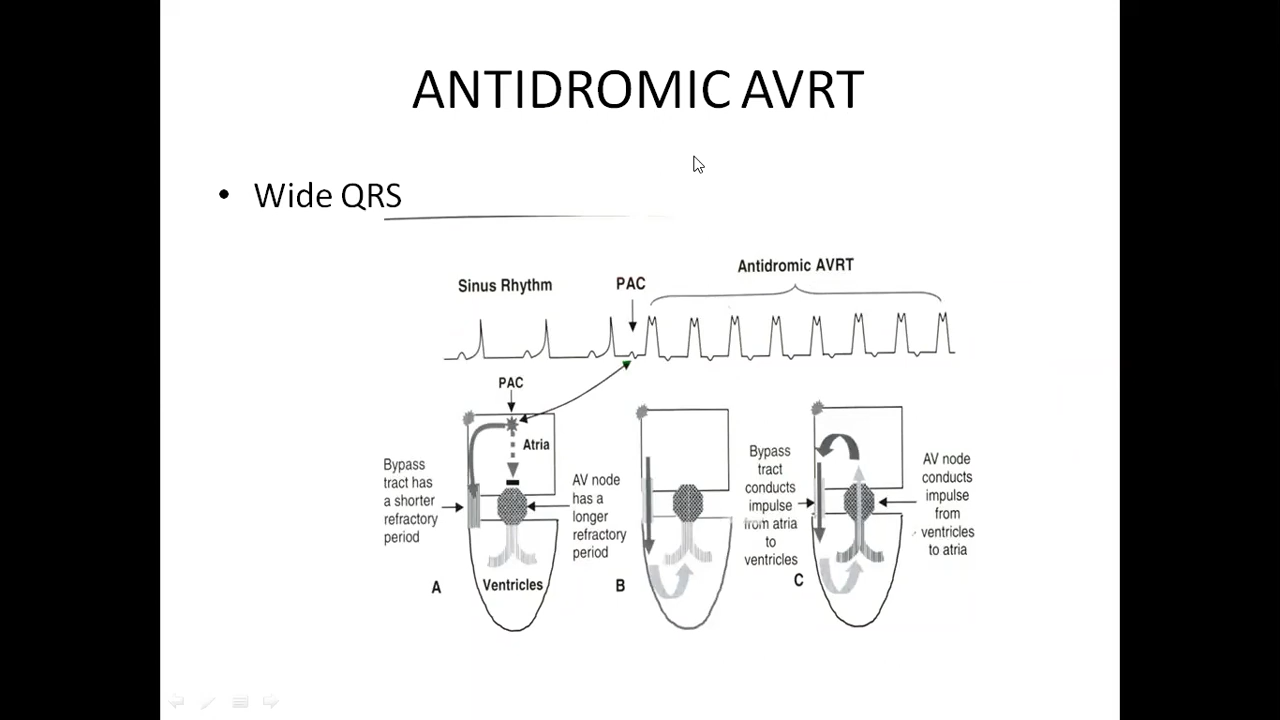 ANTIDROMIC AVRT
• Wide QRS
Antidromic AVRT
Sinus Rhythm
PAC
PAC
Atria
Bypass
tract has
a shorter
refractory
period
AV node
has a
longer
refractory
period
Ventricles
A
B
Bypass
tract
conducts
impulse
from atria
to
ventricles
C
AV node
conducts
impulse
from
ventricles
to atria